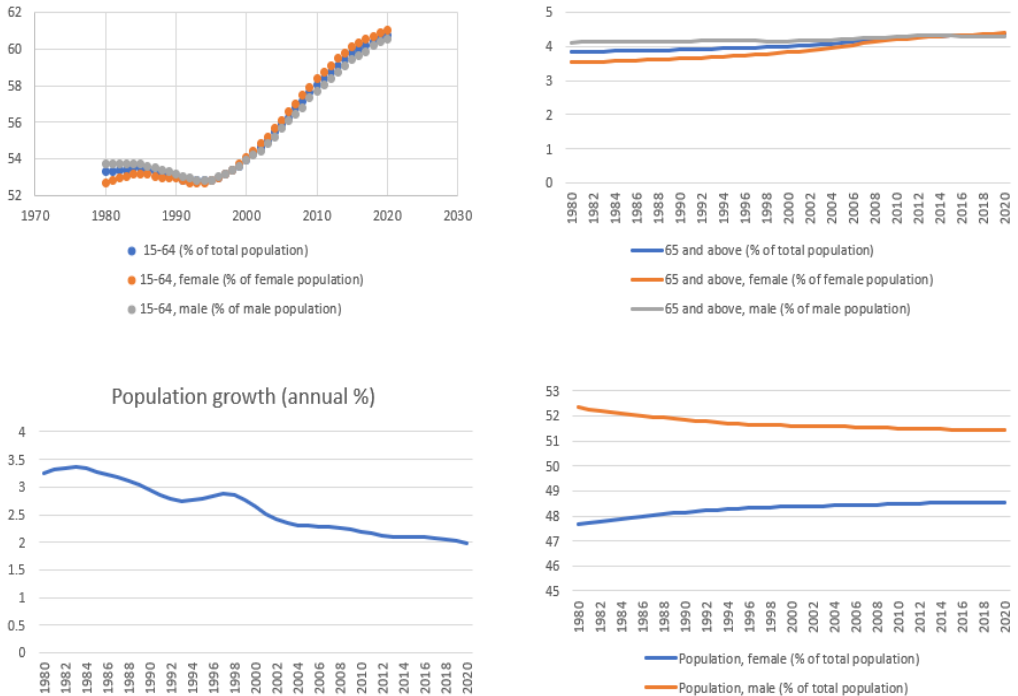 62
60
58
56
54
52
1970 1980 1990 2000 2010 2020 2030
15-64 (% of total population)
15-64, female (% of female population)
15-64, male (% of male population)
5
4
3
2
1
0
1980 1982 1984 1986 1988 1990 1992 1994 1996 1998 2000 2002 2004 2006 2008 2010 2012 2014 2016 2018 2020
65 and above (% of total population)
65 and above, female (% of female population)
65 and above, male (% of male population)
Population growth (annual %)
4
3.5
3
2.5
2
1.5
1
0.5
0
1980 1982 1984 1986 1988 1990 1992 1994 1996 1998 2000 2002 2004 2006 2008 2010 2012 2014 2016 2018 2020
53
52
51
50
49
48
47
46
45
1980 1982 1984 1986 1988 1990 1992 1994 1996 1998 2000 2002 2004 2006 2008 2010 2012 2014 2016 2018 2020
Population, female (% of total population)
Population, male (% of total population)